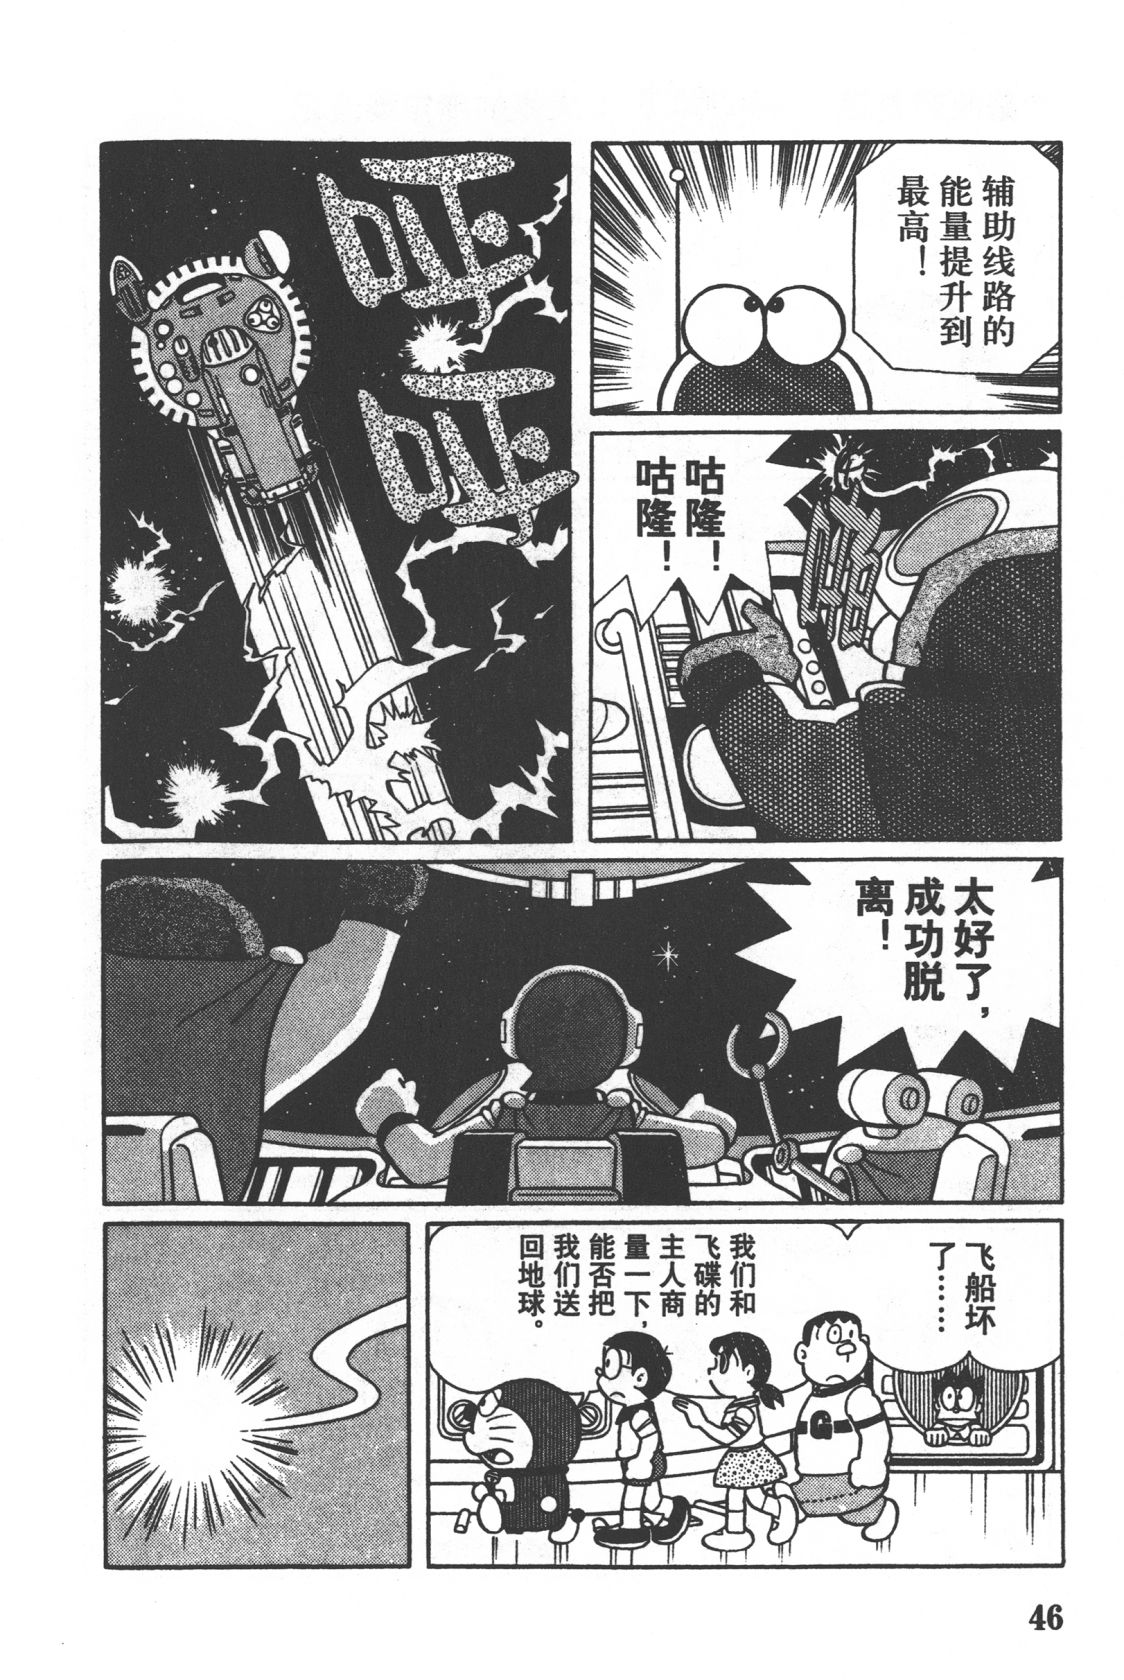 辅助线路的
能量提升到
最高！
咕隆！
咕隆！
太好了，
成功脱
离！
飞船坏
了……
我们和
飞碟的
主人商
量一下，
能否把
我们送
回地球。
G
46